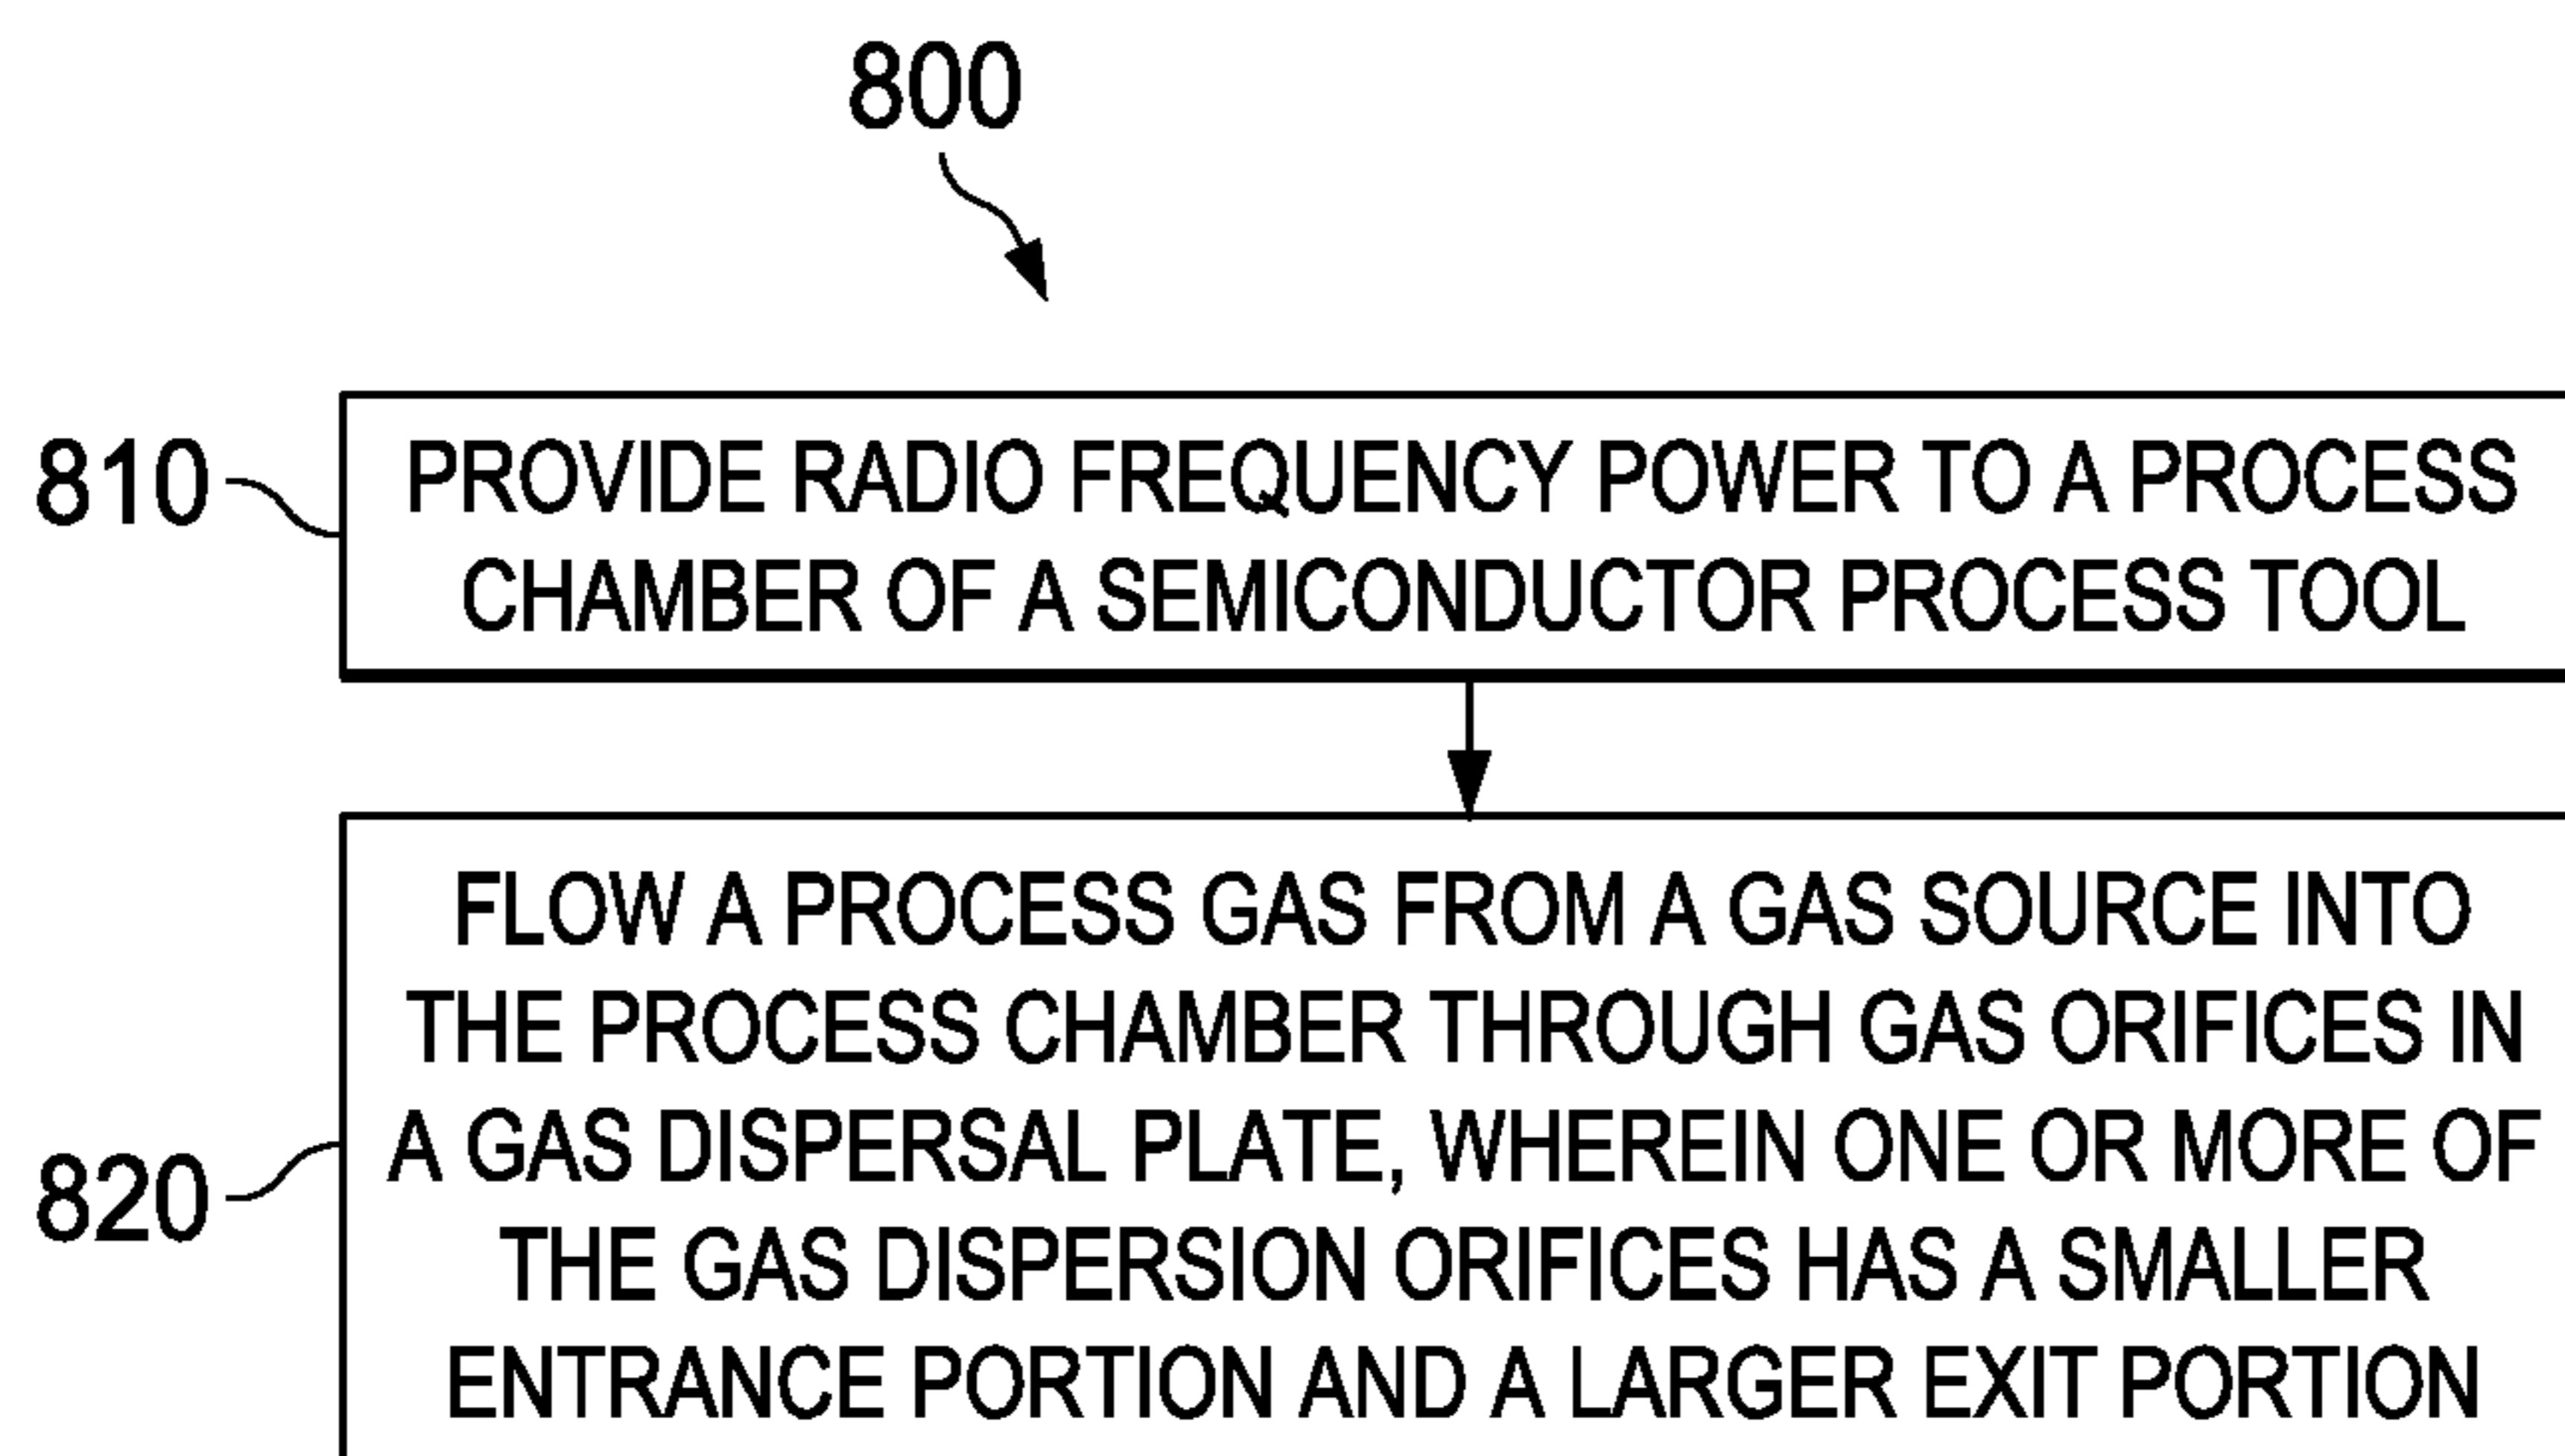 800
810
PROVIDE RADIO FREQUENCY POWER TO A PROCESS
CHAMBER OF A SEMICONDUCTOR PROCESS TOOL
820
FLOW A PROCESS GAS FROM A GAS SOURCE INTO
THE PROCESS CHAMBER THROUGH GAS ORIFICES IN
A GAS DISPERSAL PLATE, WHEREIN ONE OR MORE OF
THE GAS DISPERSION ORIFICES HAS A SMALLER
ENTRANCE PORTION AND A LARGER EXIT PORTION